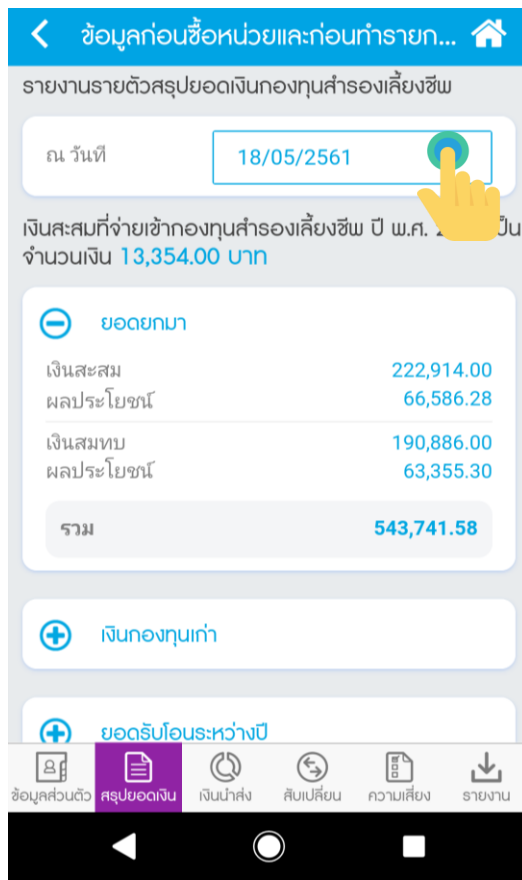 ข้อมูลก่อนซื้อหน่วยและก่อนทำรายก...
รายงานรายตัวสรุปยอดเงินกองทุนสำรองเลี้ยงชีพ
ณ วันที่ 18/05/2561
เงินสะสมที่จ่ายเข้ากองทุนสำรองเลี้ยงชีพ ปี พ.ศ.
จำนวนเงิน 13,354.00 บาท
ยอดยกมา
เงินสะสม 222,914.00
ผลประโยชน์ 66,586.28
เงินสมทบ 190,886.00
ผลประโยชน์ 63,355.30
รวม 543,741.58
เงินกองทุนเก่า
ยอดรับโอนระหว่างปี
ข้อมูลส่วนตัว สรุปยอดเงิน เงินนำส่ง สับเปลี่ยน ความเสี่ยง รายงาน